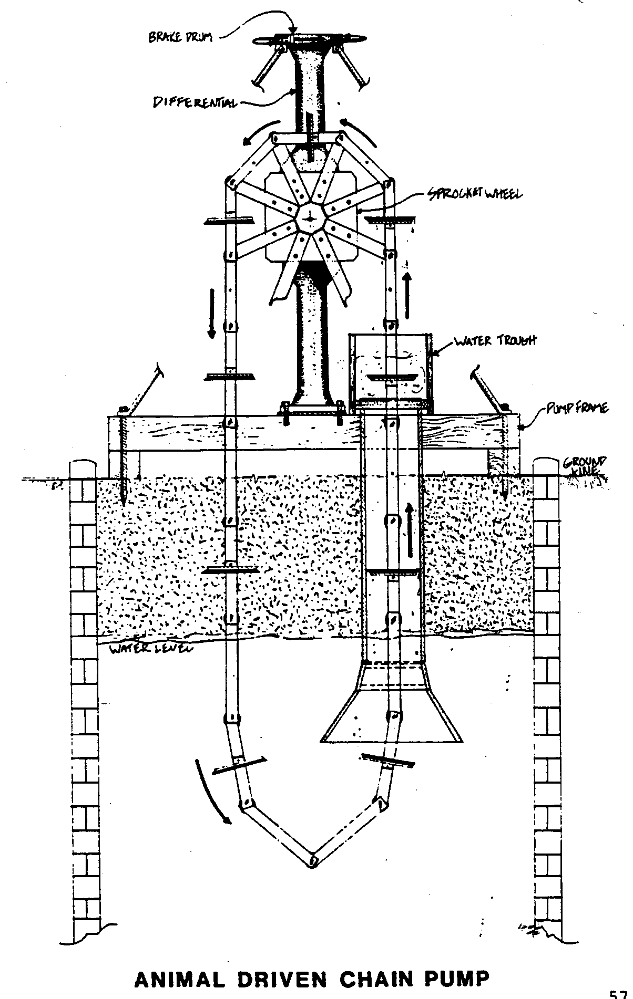 BRAKE DRUM
DIFFERENTIAL
SPROCKET WHEEL
WATER TROUGH
PUMP FRAME
GROUND
LINE
WATER LEVEL
ANIMAL DRIVEN CHAIN PUMP
57